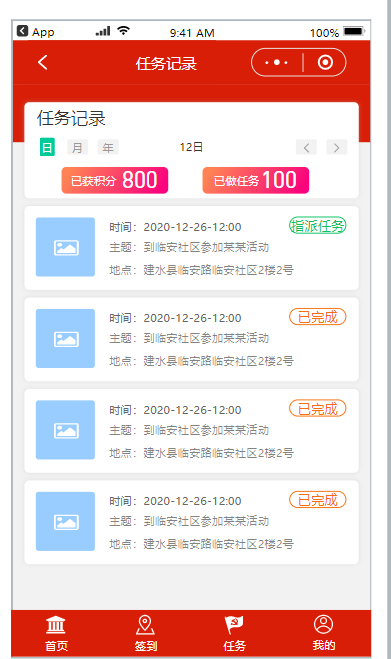 App 9:41 AM 100%
任务记录
任务记录
日 月 年 12日
已获积分 800 已做任务100
时间：2020-12-26-12:00 指派任务
主题：到临安社区参加某某活动
地点：建水县临安路临安社区2楼2号
时间：2020-12-26-12:00 已完成
主题：到临安社区参加某某活动
地点：建水县临安路临安社区2楼2号
时间：2020-12-26-12:00 已完成
主题：到临安社区参加某某活动
地点：建水县临安路临安社区2楼2号
时间：2020-12-26-12:00 已完成
主题：到临安社区参加某某活动
地点：建水县临安路临安社区2楼2号
首页 签到 任务 我的